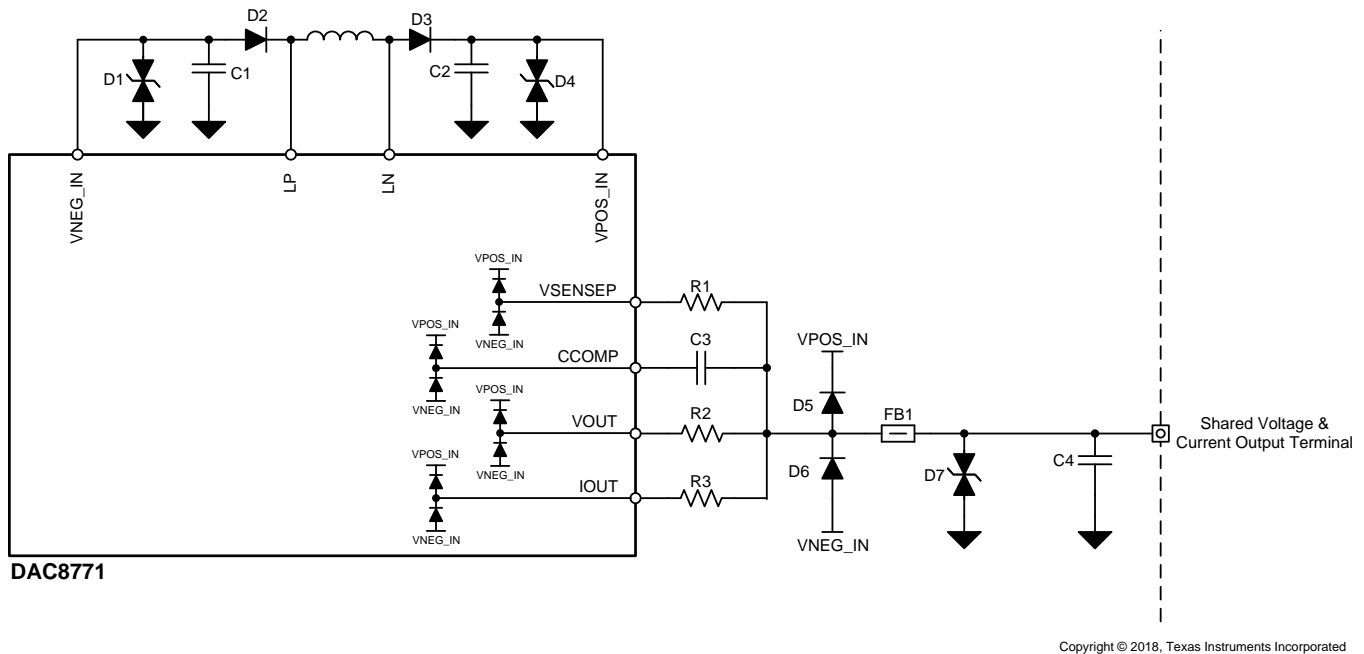 D2
D3
D1
C1
C2
D4
VNEG_IN
LP
LN
VPOS_IN
VPOS_IN
VSENSEP
R1
VNEG_IN
VPOS_IN
CCOMP
C3
VPOS_IN
VNEG_IN
VPOS_IN
VOUT
R2
D5
FB1
Shared Voltage &
Current Output Terminal
VNEG_IN
VPOS_IN
IOUT
R3
D6
D7
C4
VNEG_IN
VNEG_IN
DAC8771
Copyright © 2018, Texas Instruments Incorporated